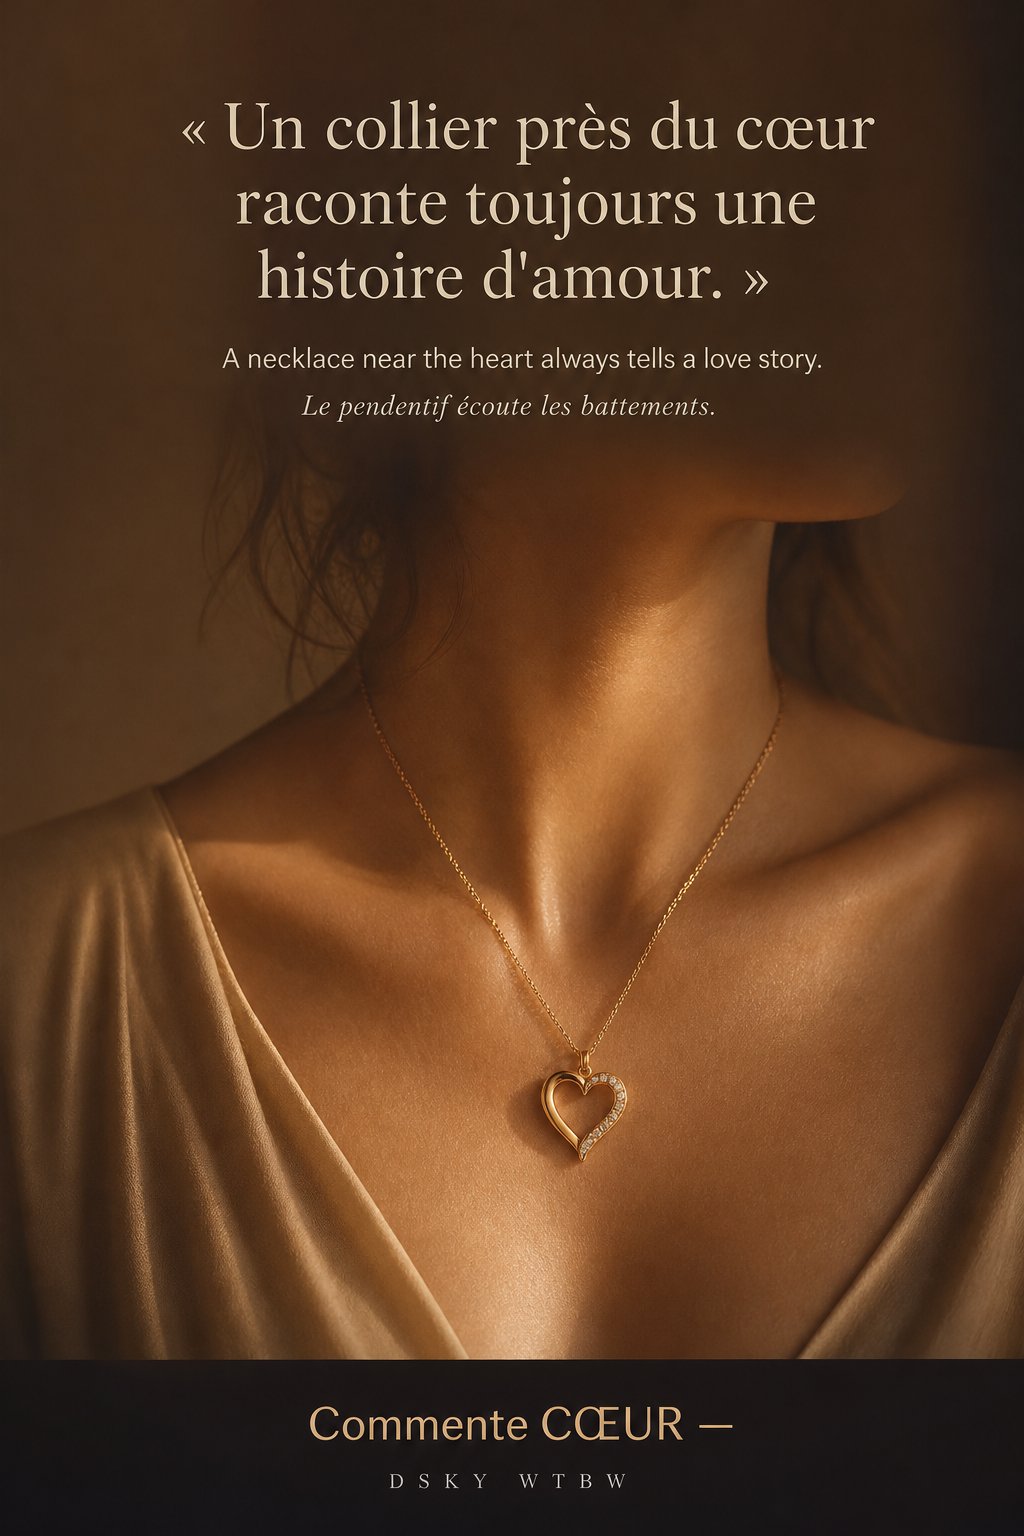 « Un collier près du cœur
raconte toujours une
histoire d'amour. »
A necklace near the heart always tells a love story.
Le pendentif écoute les battements.
Commente CŒUR —
DSKY WTBW